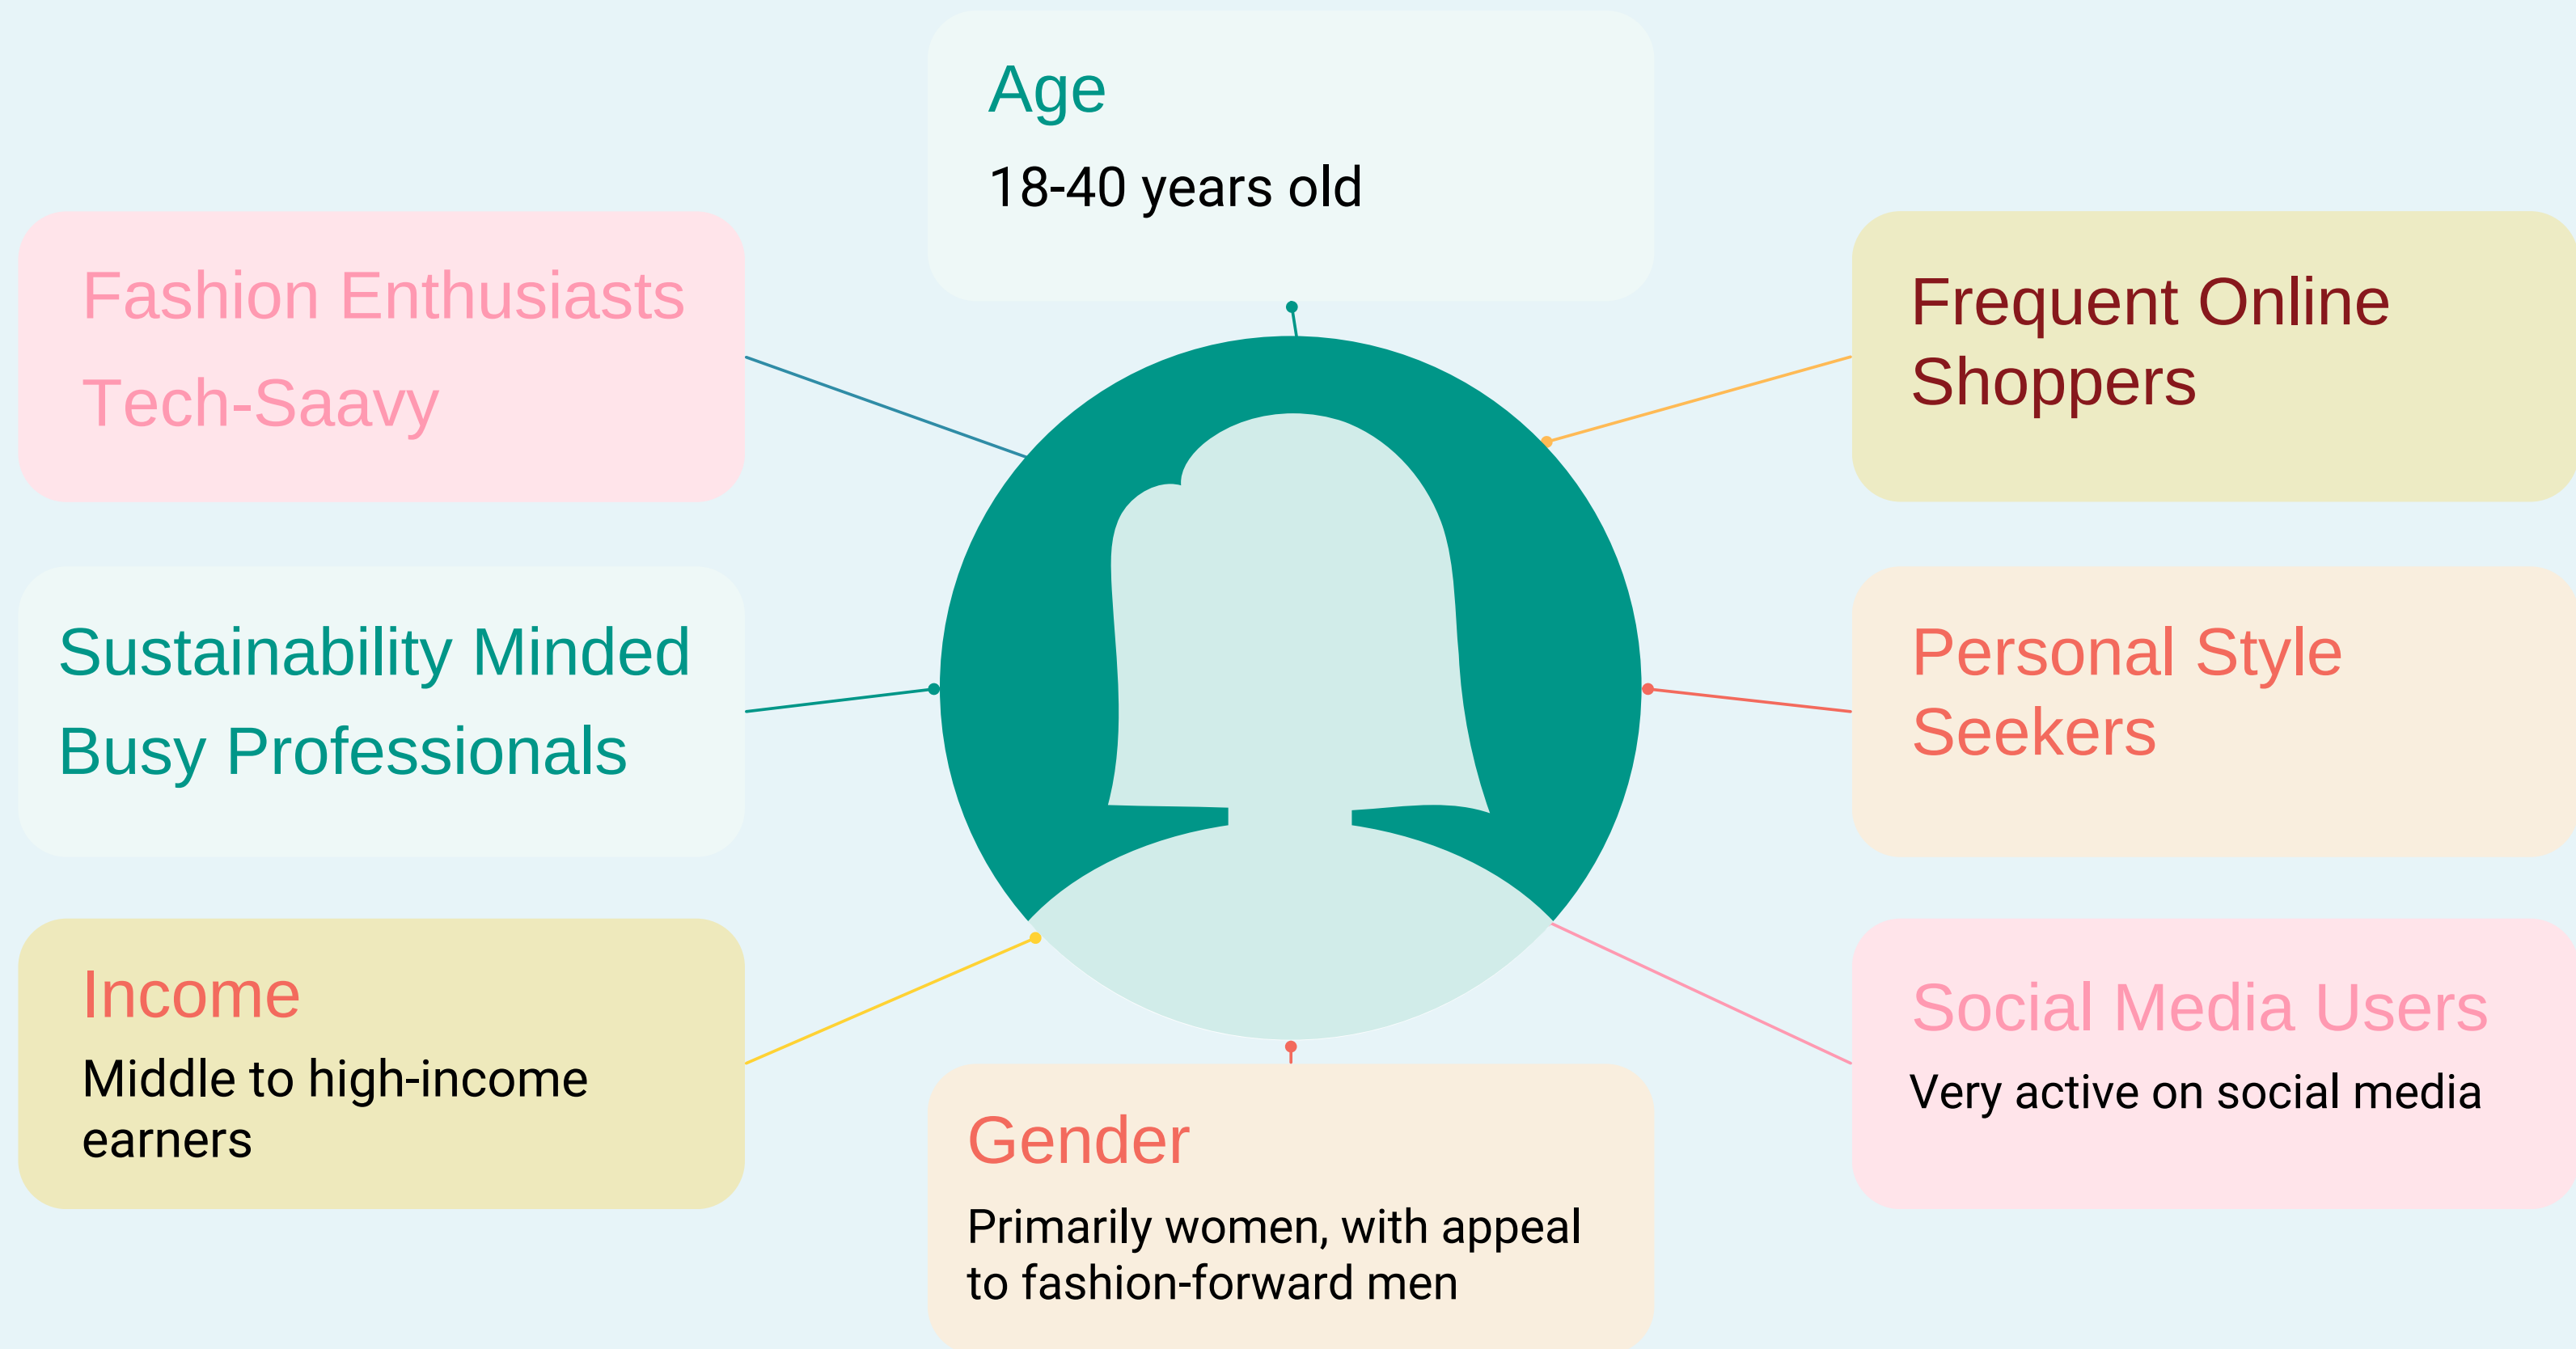 Age
18-40 years old
Fashion Enthusiasts
Tech-Saavy
Frequent Online
Shoppers
Sustainability Minded
Busy Professionals
Personal Style
Seekers
Income
Middle to high-income
earners
Social Media Users
Very active on social media
Gender
Primarily women, with appeal
to fashion-forward men